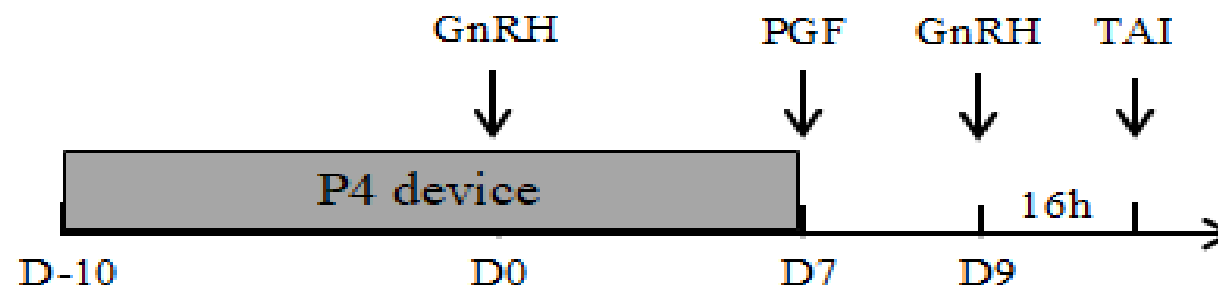 GnRH PGF GnRH TAI
P4 device
16h
D-10 D0 D7 D9